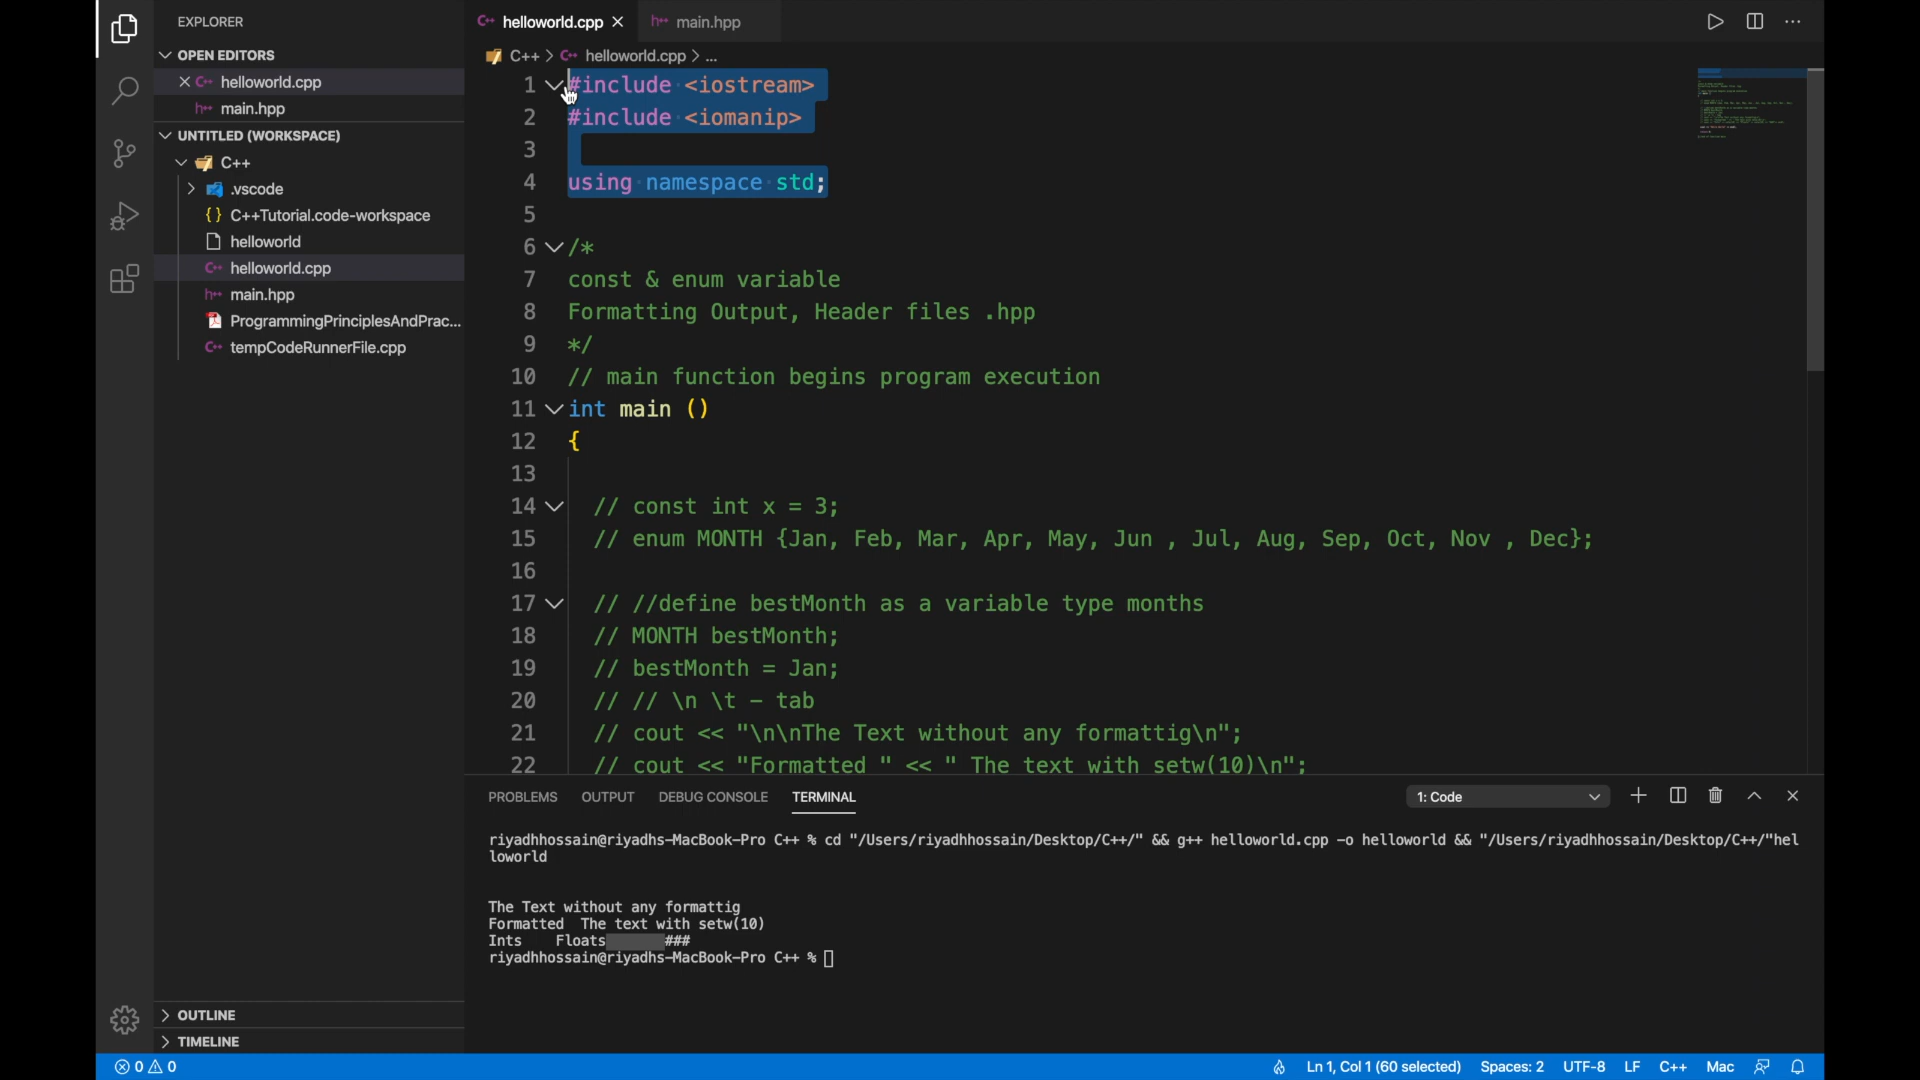 EXPLORER
OPEN EDITORS
helloworld.cpp
main.hpp
UNTITLED (WORKSPACE)
C++
.vscode
{} C++Tutorial.code-workspace
helloworld
helloworld.cpp
main.hpp
ProgrammingPrinciplesAndPrac...
tempCodeRunnerFile.cpp
OUTLINE
TIMELINE
helloworld.cpp
main.hpp
C++ > helloworld.cpp > ...
1 #include <iostream>
2 #include <iomanip>
3
4 using namespace std;
5
6 /*
7 const & enum variable
8 Formatting Output, Header files .hpp
9 */
10 // main function begins program execution
11 int main ()
12 {
13
14 // const int x = 3;
15 // enum MONTH {Jan, Feb, Mar, Apr, May, Jun , Jul, Aug, Sep, Oct, Nov , Dec};
16
17 // //define bestMonth as a variable type months
18 // MONTH bestMonth;
19 // bestMonth = Jan;
20 // // \n \t - tab
21 // cout << "\n\nThe Text without any formattig\n";
22 // cout << "Formatted " << " The text with setw(10)\n";
PROBLEMS OUTPUT DEBUG CONSOLE TERMINAL
1: Code
riyadhhossain@riyadhs-MacBook-Pro C++ % cd "/Users/riyadhhossain/Desktop/C++/" && g++ helloworld.cpp -o helloworld && "/Users/riyadhhossain/Desktop/C++/"hel
loworld
The Text without any formattig
Formatted  The text with setw(10)
Ints    Floats ###
riyadhhossain@riyadhs-MacBook-Pro C++ %
0 0
Ln 1, Col 1 (60 selected) Spaces: 2 UTF-8 LF C++ Mac